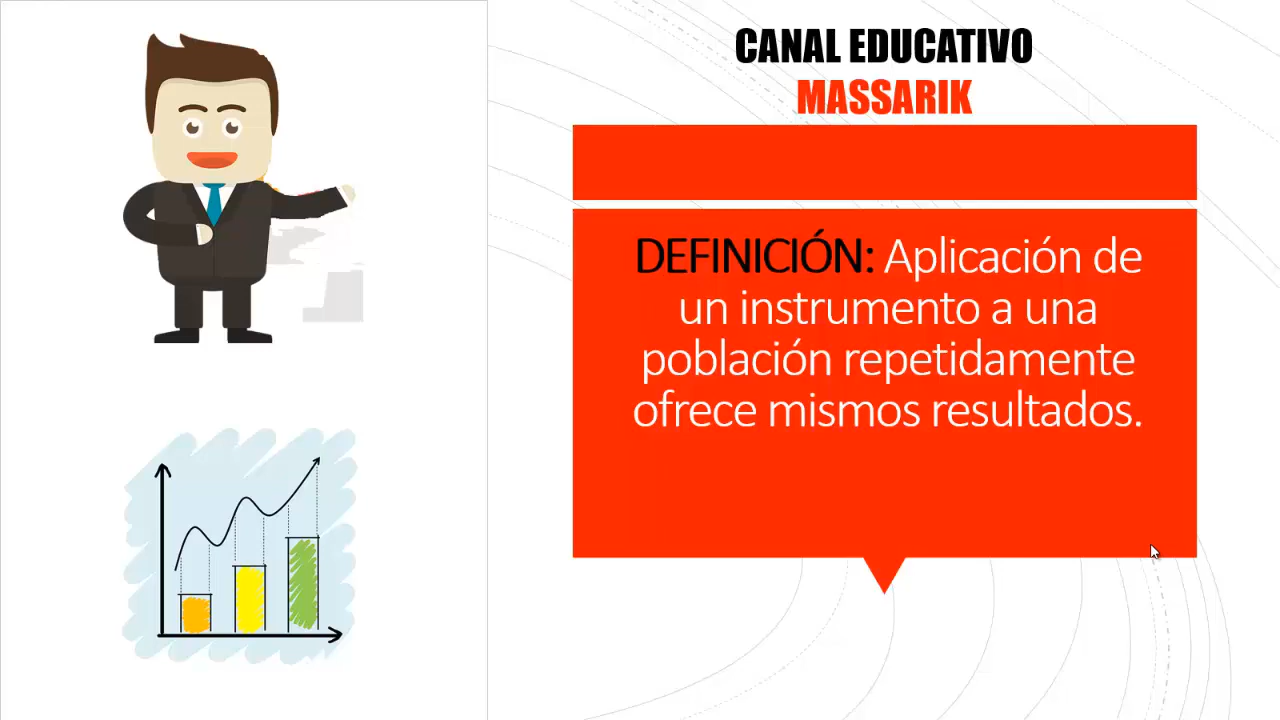 CANAL EDUCATIVO
MASSARIK
DEFINICIÓN: Aplicación de
un instrumento a una
población repetidamente
ofrece mismos resultados.